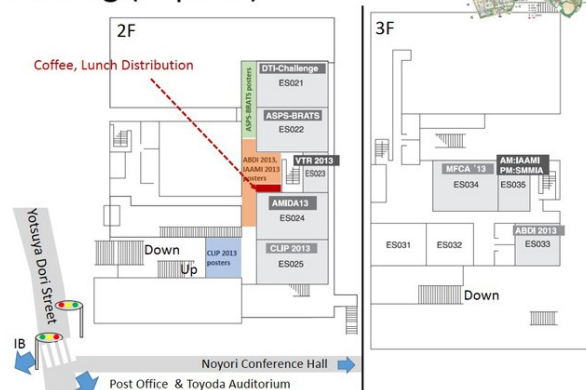 2F
3F
Coffee, Lunch Distribution
ASPS-BRATS posters
DTI-Challenge
ES021
ASPS-BRATS
ES022
ABDI 2013,
IAAMI 2013
posters
VTR 2013
ES023
AMIDA13
ES024
CLIP 2013
ES025
CLIP 2013
posters
Down
Up
MFCA '13
ES034
AM:IAAMI
PM:SMMIA
ES035
ES031
ES032
ABDI 2013
ES033
Down
Yotsuya Dori Street
IB
Noyori Conference Hall
Post Office & Toyoda Auditorium